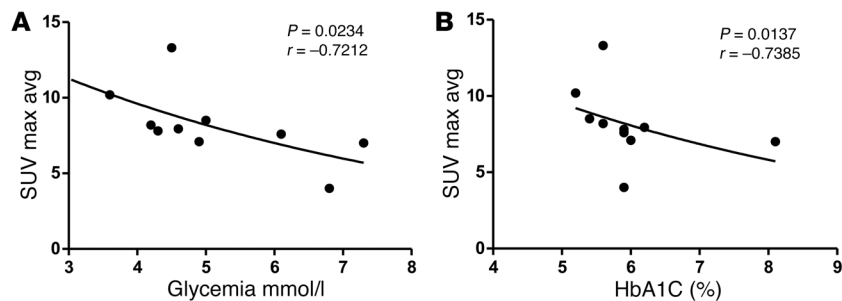 A
P = 0.0234
r = –0.7212
SUV max avg
15
10
5
0
3
4
5
6
7
8
Glycemia mmol/l
B
P = 0.0137
r = –0.7385
SUV max avg
15
10
5
0
4
5
6
7
8
9
HbA1C (%)